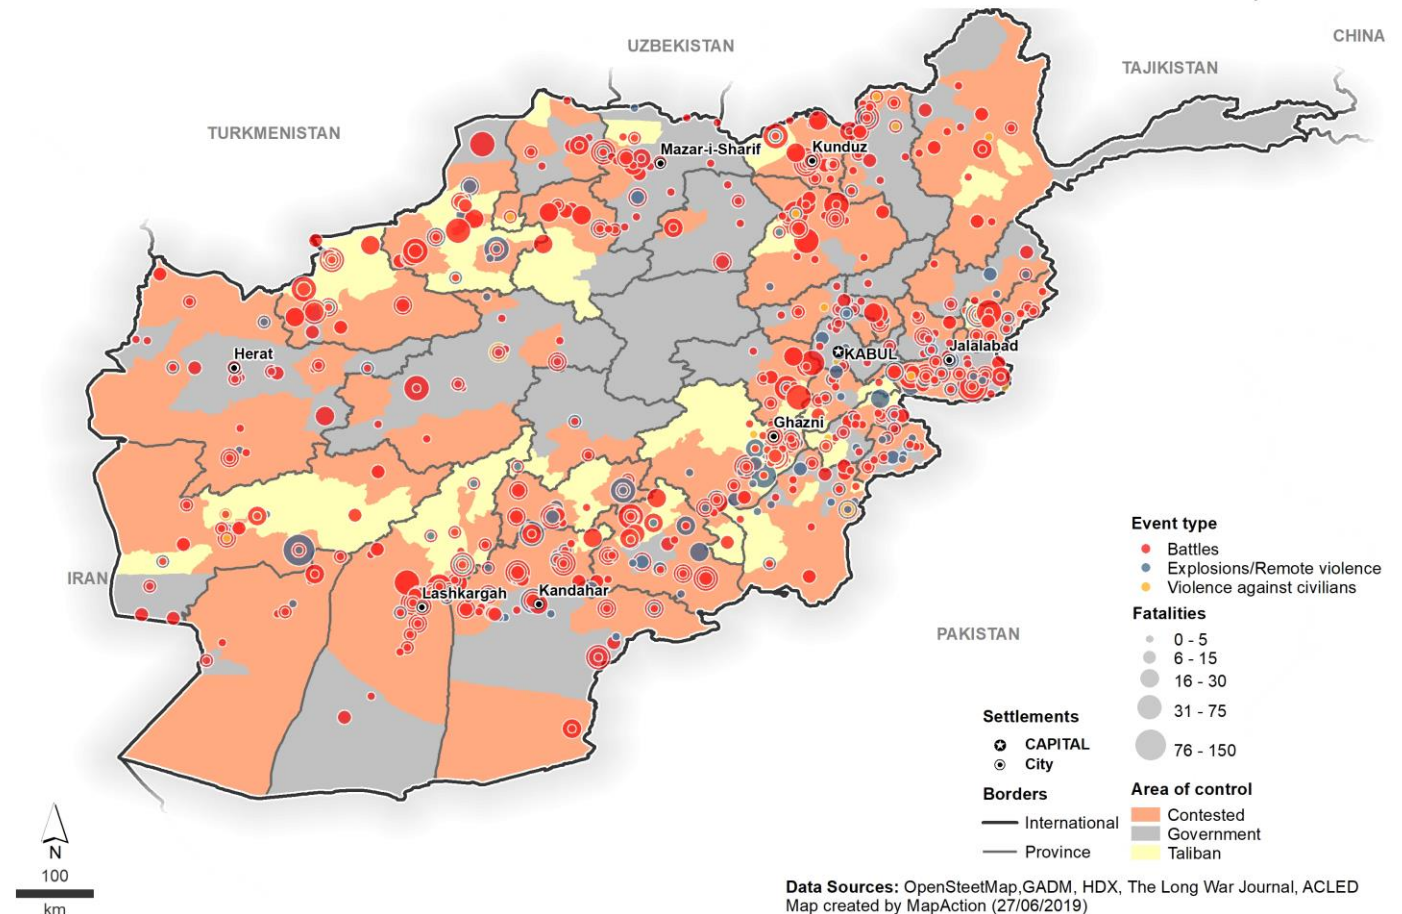 UZBEKISTAN
CHINA
TAJIKISTAN
TURKMENISTAN
Mazar-i-Sharif
Kunduz
Herat
KABUL
Jalalabad
Ghazni
IRAN
Lashkargah
Kandahar
PAKISTAN
Event type
Battles
Explosions/Remote violence
Violence against civilians
Fatalities
0 - 5
6 - 15
16 - 30
31 - 75
76 - 150
Settlements
CAPITAL
City
Borders
International
Province
Area of control
Contested
Government
Taliban
N
100
km
Data Sources: OpenSteetMap,GADM, HDX, The Long War Journal, ACLED
Map created by MapAction (27/06/2019)